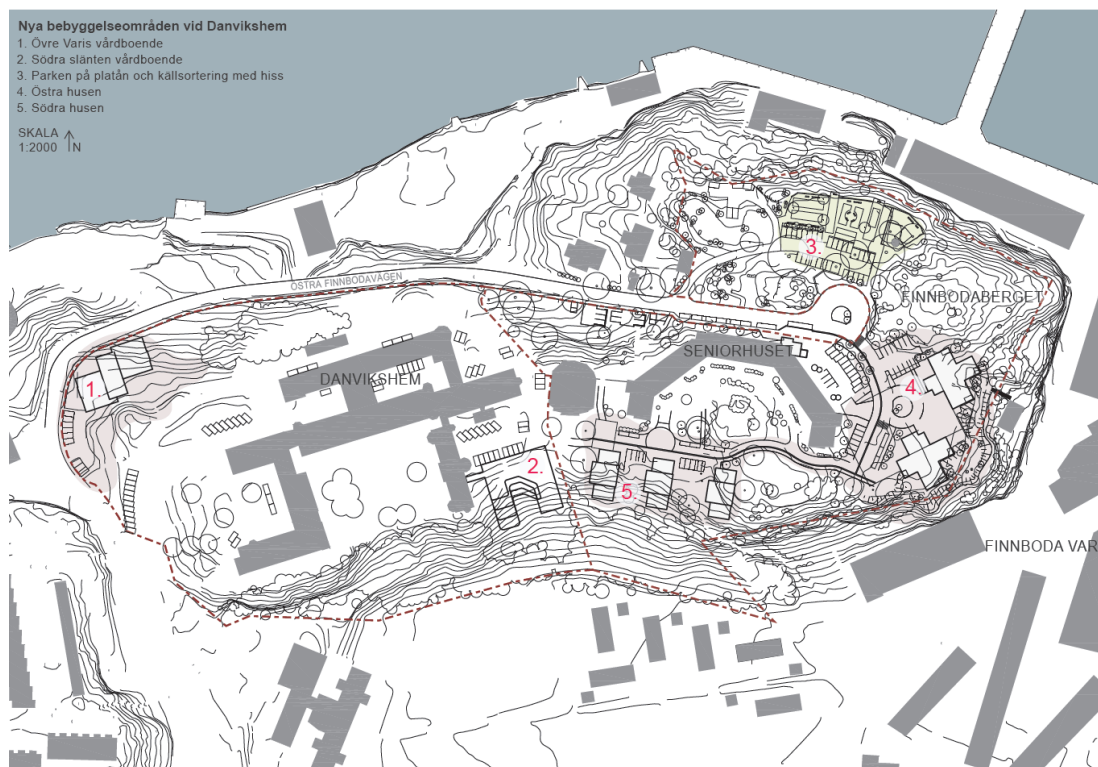 Nya bebyggelseområden vid Danvikshem
1. Övre Varis vårdboende
2. Södra slänten vårdboende
3. Parken på platån och källsortering med hiss
4. Östra husen
5. Södra husen
SKALA
1:2000
N
ÖSTRA FINNBODAVÄGEN
3.
FINNBODABERGET
SENIORHUSET
DANVIKSHEM
1.
4.
2.
5.
FINNBODA VAR